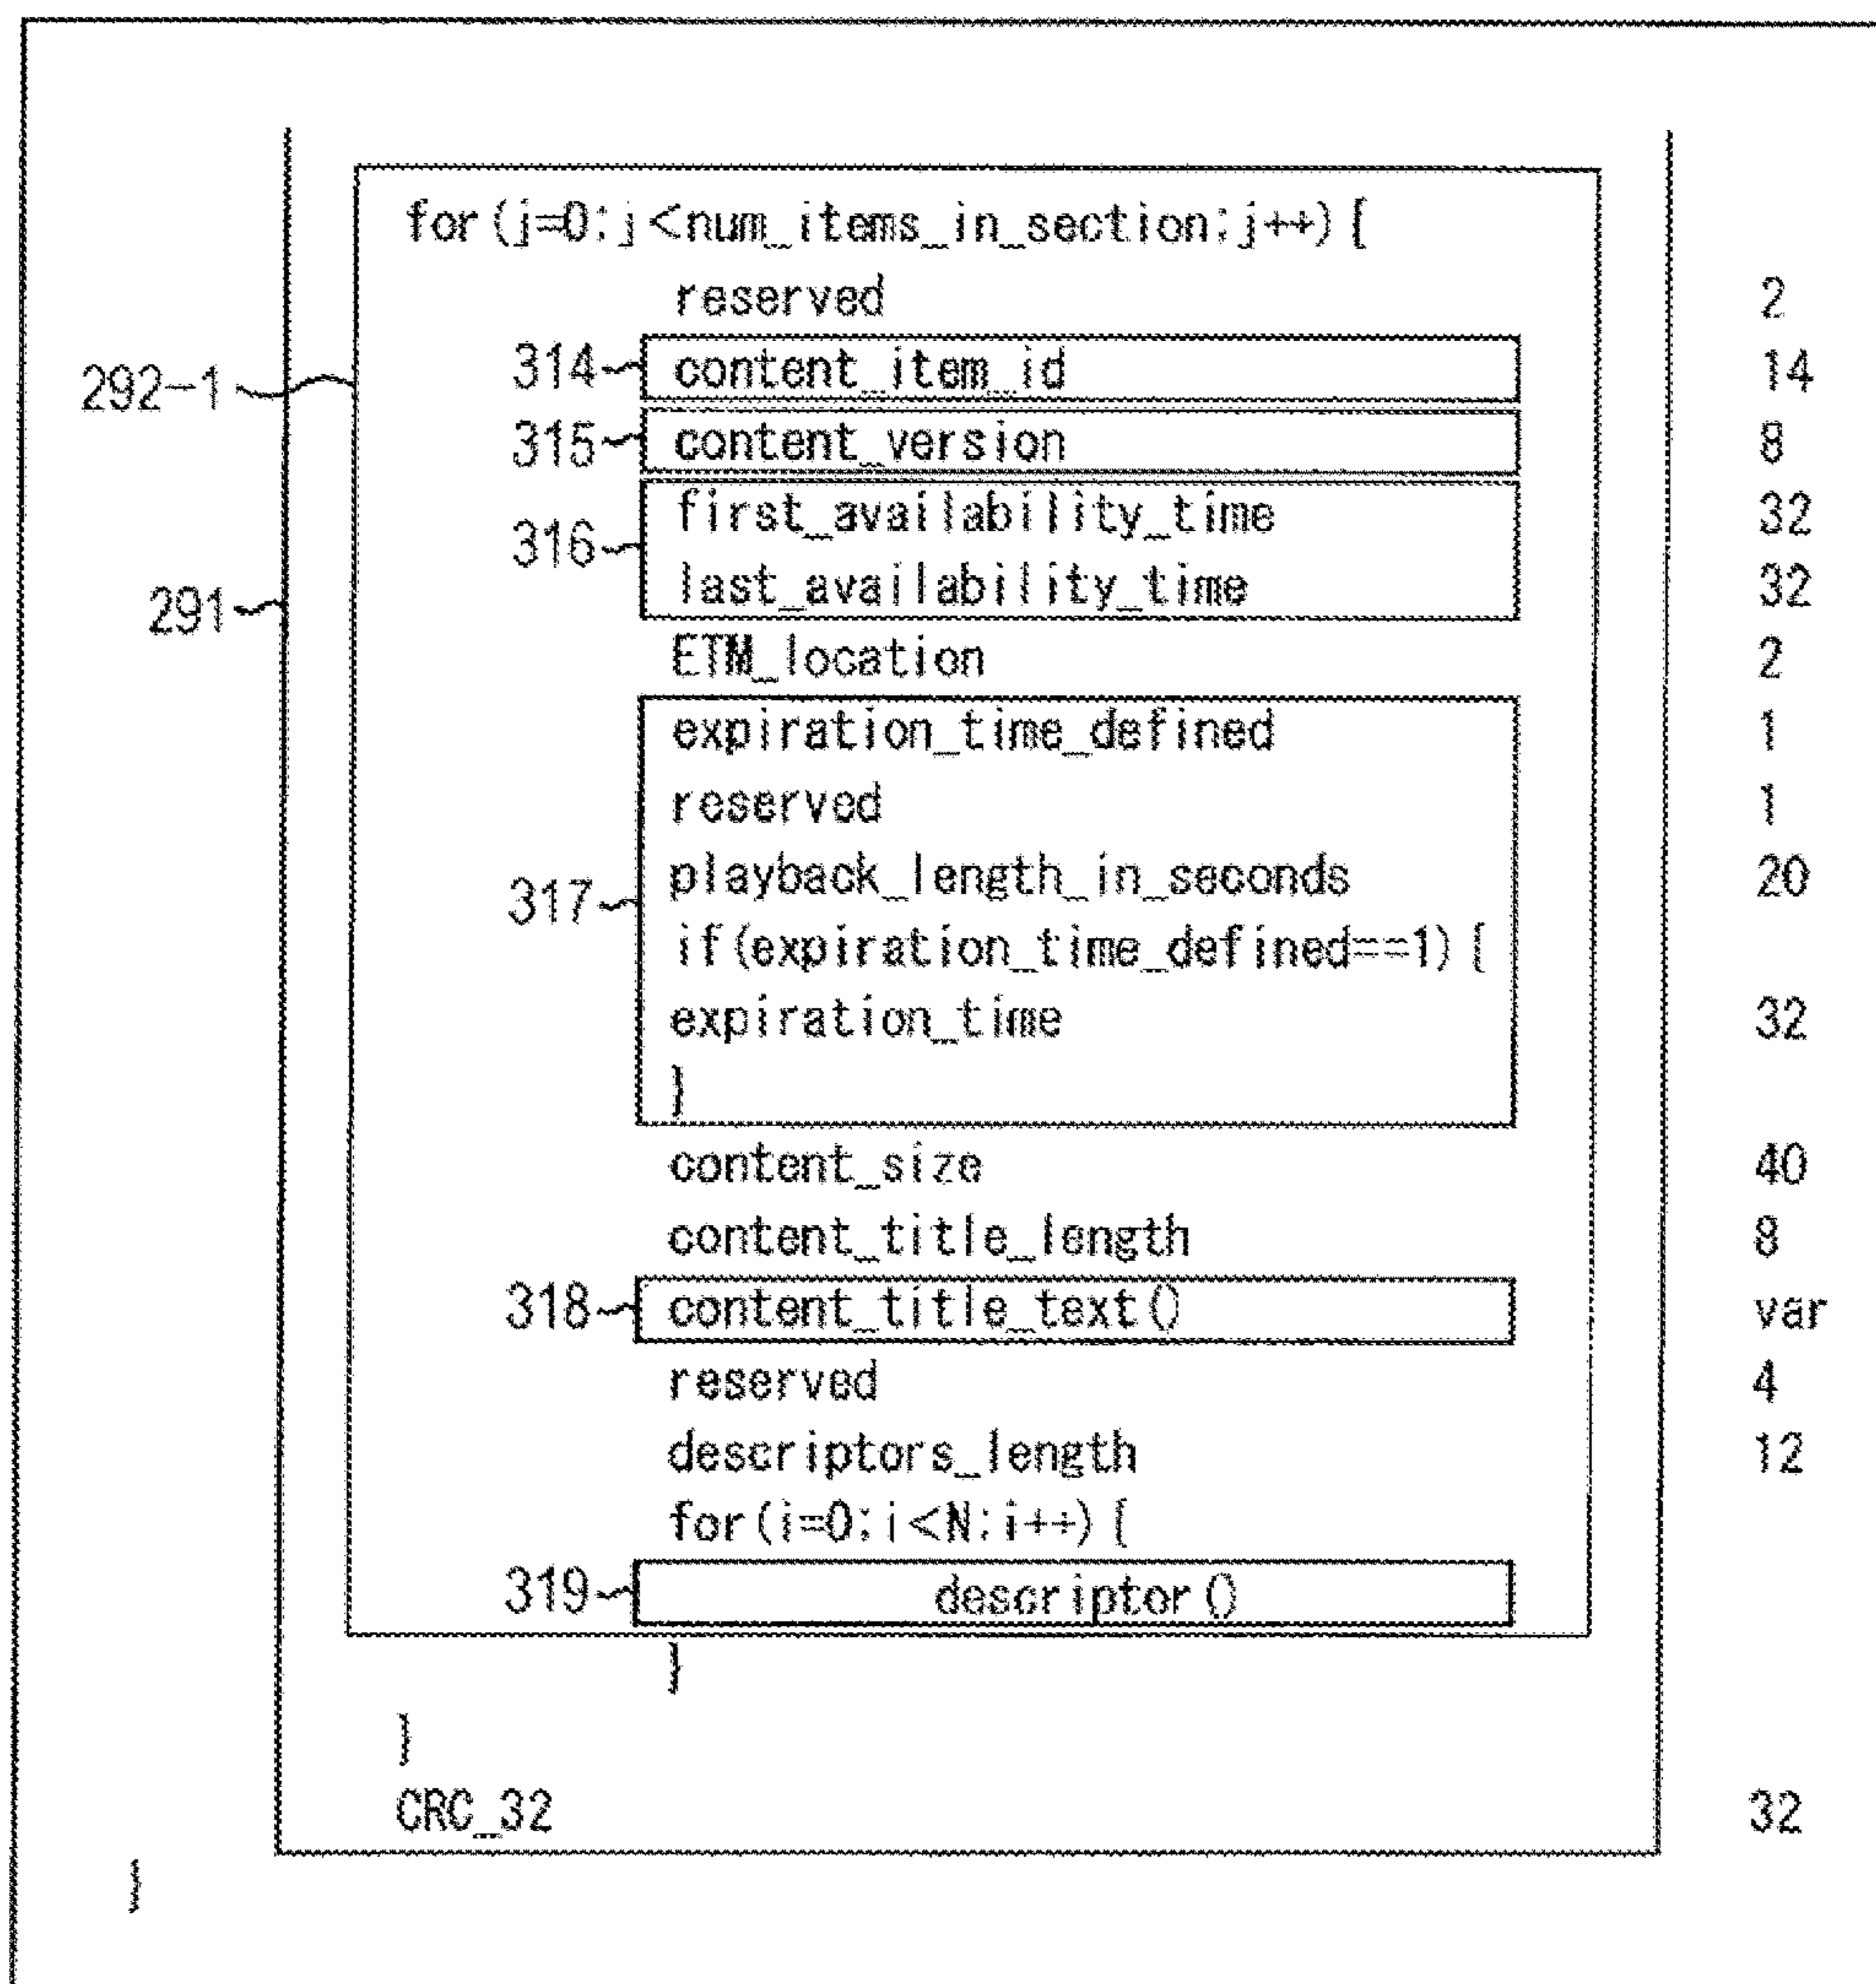 for(j=0;j<num_items_in_section;j++){
reserved 2
314 content_item_id 14
292-1
315 content_version 8
first_availability_time 32
316
last_availability_time 32
291
ETM_location 2
expiration_time_defined 1
reserved 1
playback_length_in_seconds 20
317
if(expiration_time_defined==1){
expiration_time 32
}
content_size 40
content_title_length 8
318 content_title_text() var
reserved 4
descriptors_length 12
for(i=0;i<N;i++){
319 descriptor()
}
}
CRC_32 32
}